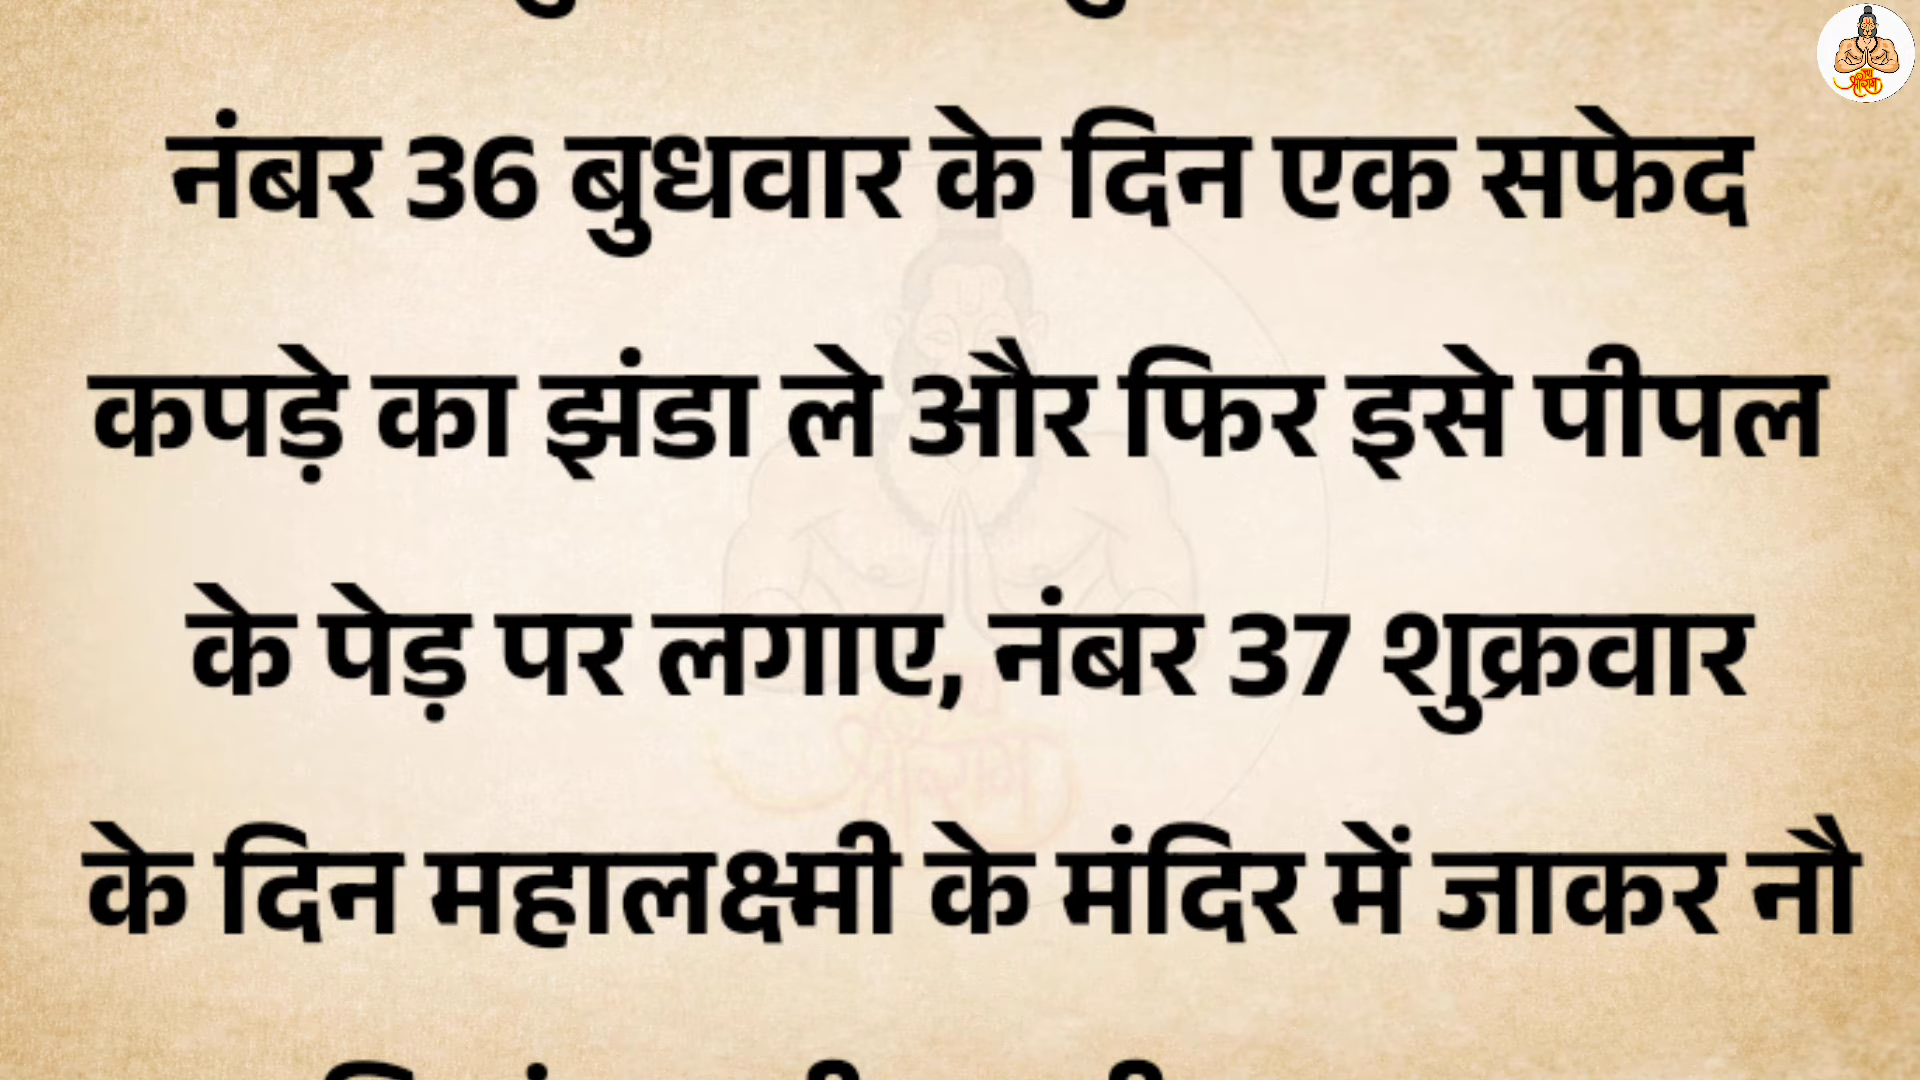 नंबर 36 बुधवार के दिन एक सफेद
कपड़े का झंडा ले और फिर इसे पीपल
के पेड़ पर लगाए, नंबर 37 शुक्रवार
के दिन महालक्ष्मी के मंदिर में जाकर नौ